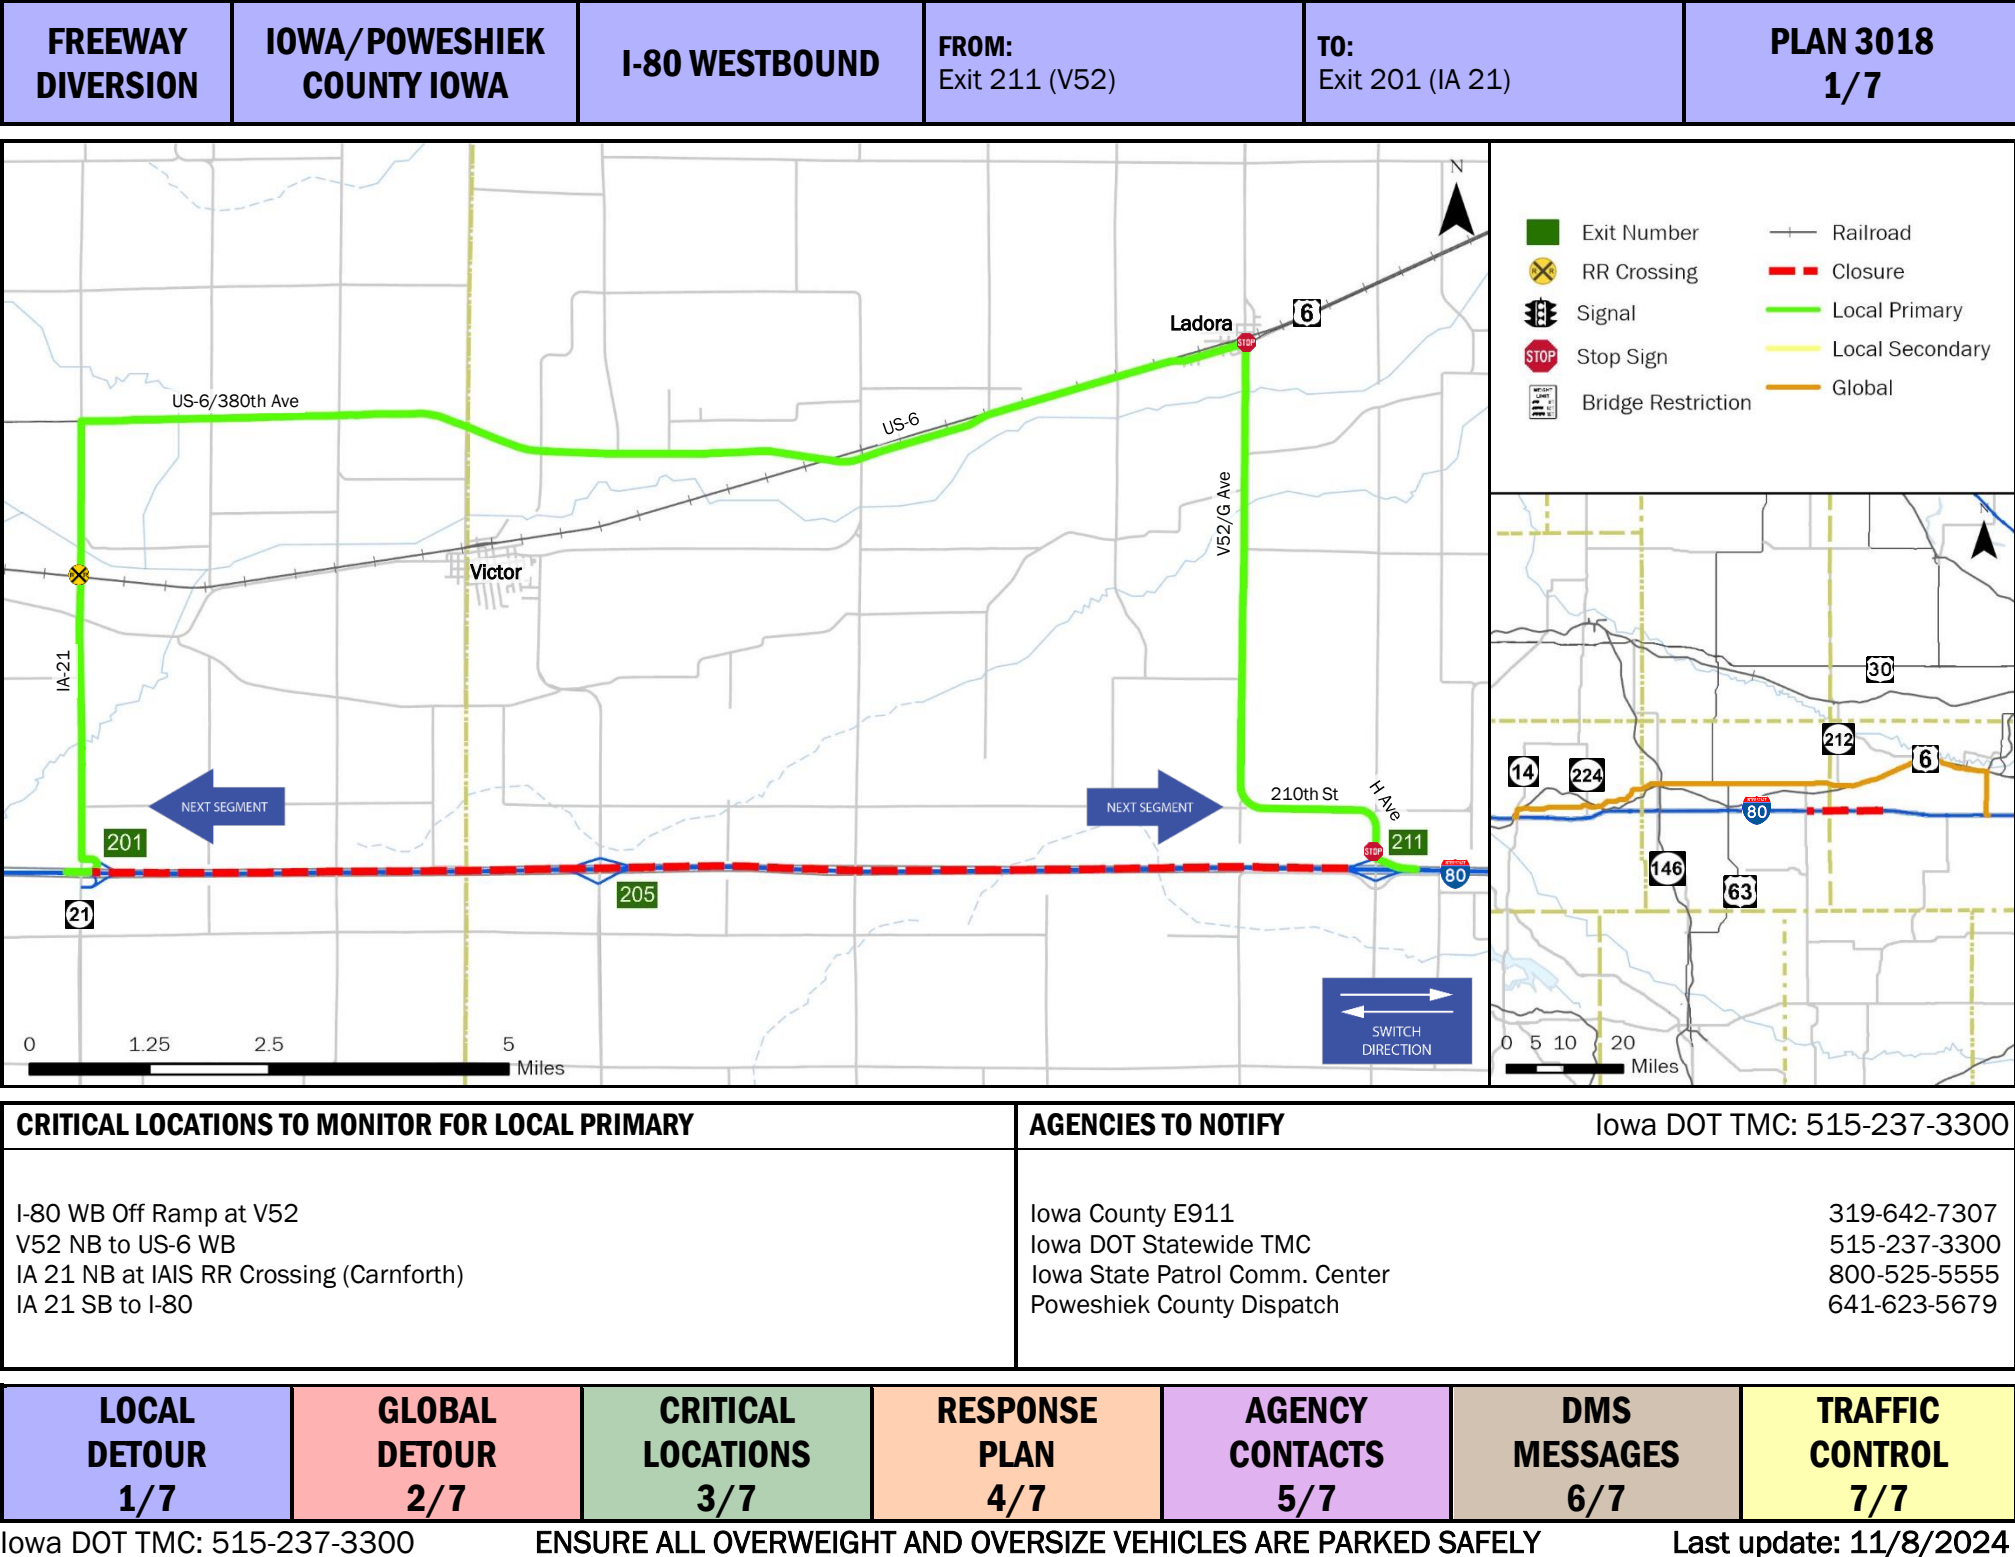 FREEWAY
DIVERSION
IOWA/POWESHIEK
COUNTY IOWA
I-80 WESTBOUND
FROM:
Exit 211 (V52)
TO:
Exit 201 (IA 21)
PLAN 3018
1/7
N
Ladora
6
STOP
US-6/380th Ave
US-6
V52/G Ave
Victor
IA-21
NEXT SEGMENT
NEXT SEGMENT
210th St
H Ave
201
STOP
211
205
80
21
SWITCH
DIRECTION
0 1.25 2.5 5
Miles
Exit Number
RR Crossing
Signal
STOP
Stop Sign
WEIGHT
LIMIT
Bridge Restriction
Railroad
Closure
Local Primary
Local Secondary
Global
N
30
212
6
14
224
80
146
63
0 5 10 20
Miles
CRITICAL LOCATIONS TO MONITOR FOR LOCAL PRIMARY
I-80 WB Off Ramp at V52
V52 NB to US-6 WB
IA 21 NB at IAIS RR Crossing (Carnforth)
IA 21 SB to I-80
AGENCIES TO NOTIFY Iowa DOT TMC: 515-237-3300
Iowa County E911 319-642-7307
Iowa DOT Statewide TMC 515-237-3300
Iowa State Patrol Comm. Center 800-525-5555
Poweshiek County Dispatch 641-623-5679
LOCAL
DETOUR
1/7
GLOBAL
DETOUR
2/7
CRITICAL
LOCATIONS
3/7
RESPONSE
PLAN
4/7
AGENCY
CONTACTS
5/7
DMS
MESSAGES
6/7
TRAFFIC
CONTROL
7/7
Iowa DOT TMC: 515-237-3300 ENSURE ALL OVERWEIGHT AND OVERSIZE VEHICLES ARE PARKED SAFELY Last update: 11/8/2024